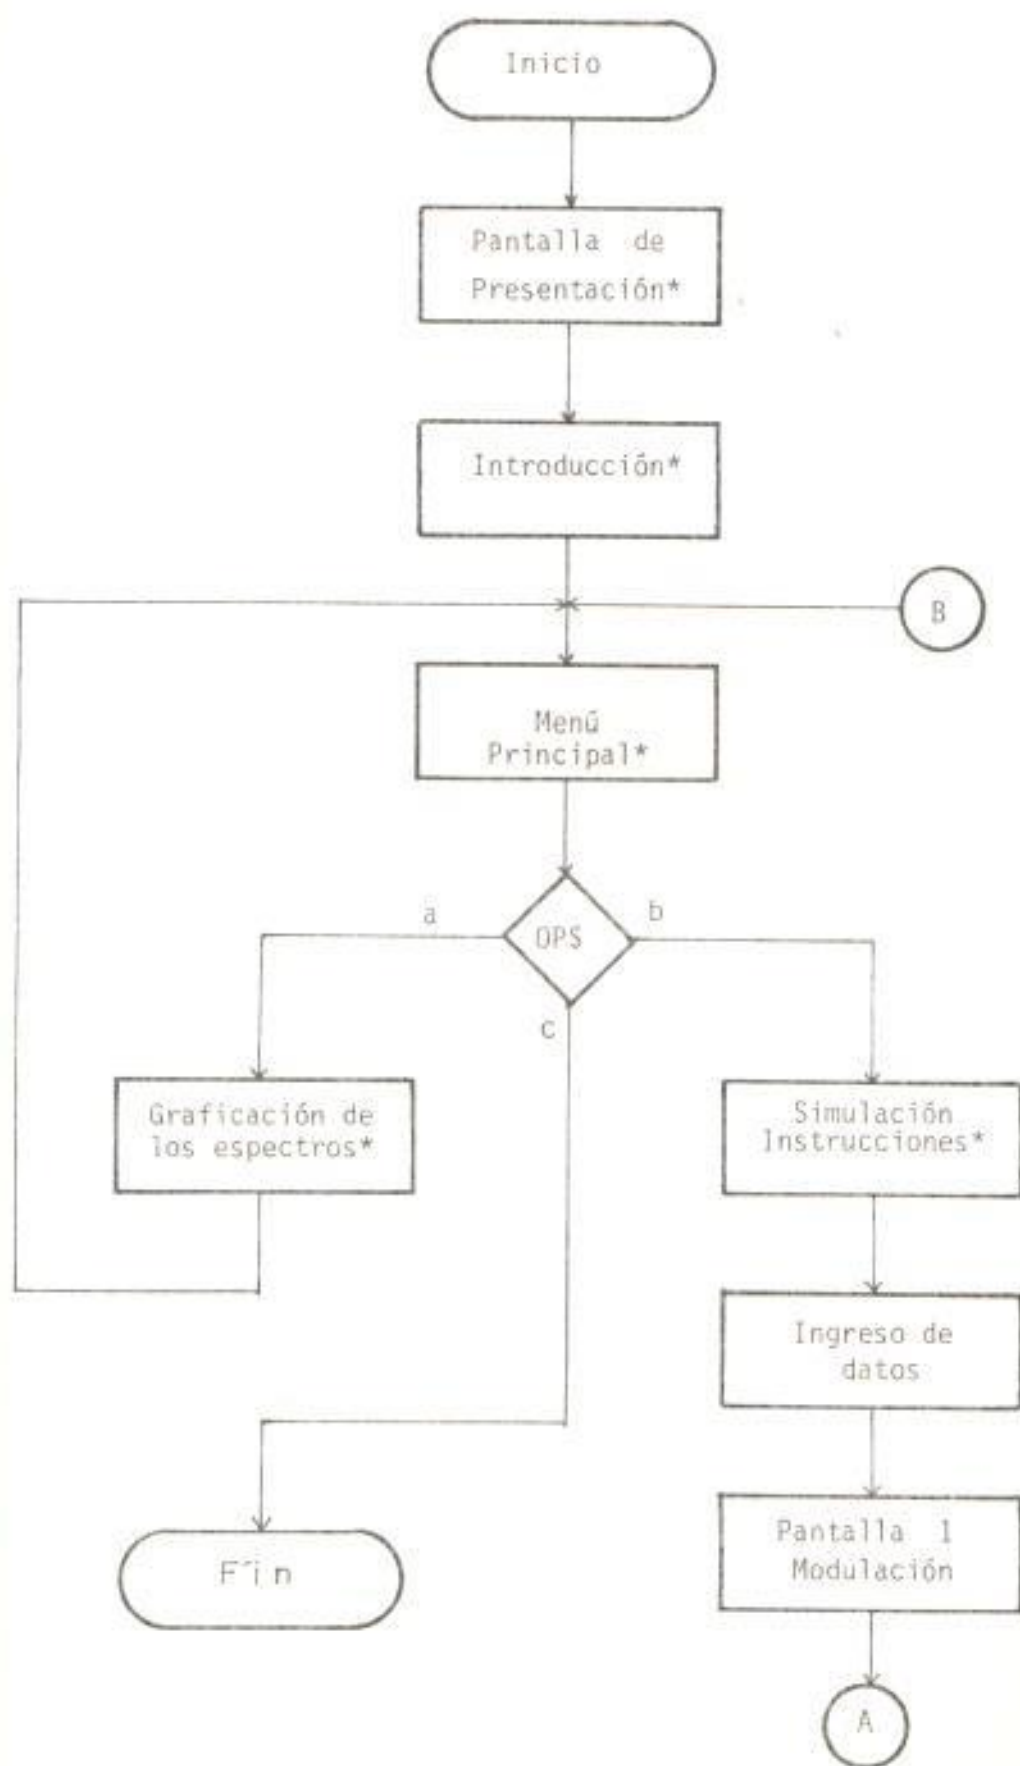 Inicio
Pantalla de
Presentación*
Introducción*
B
Menú
Principal*
OP$
a
b
c
Graficación de
los espectros*
Simulación
Instrucciones*
Ingreso de
datos
Pantalla 1
Modulación
Fin
A